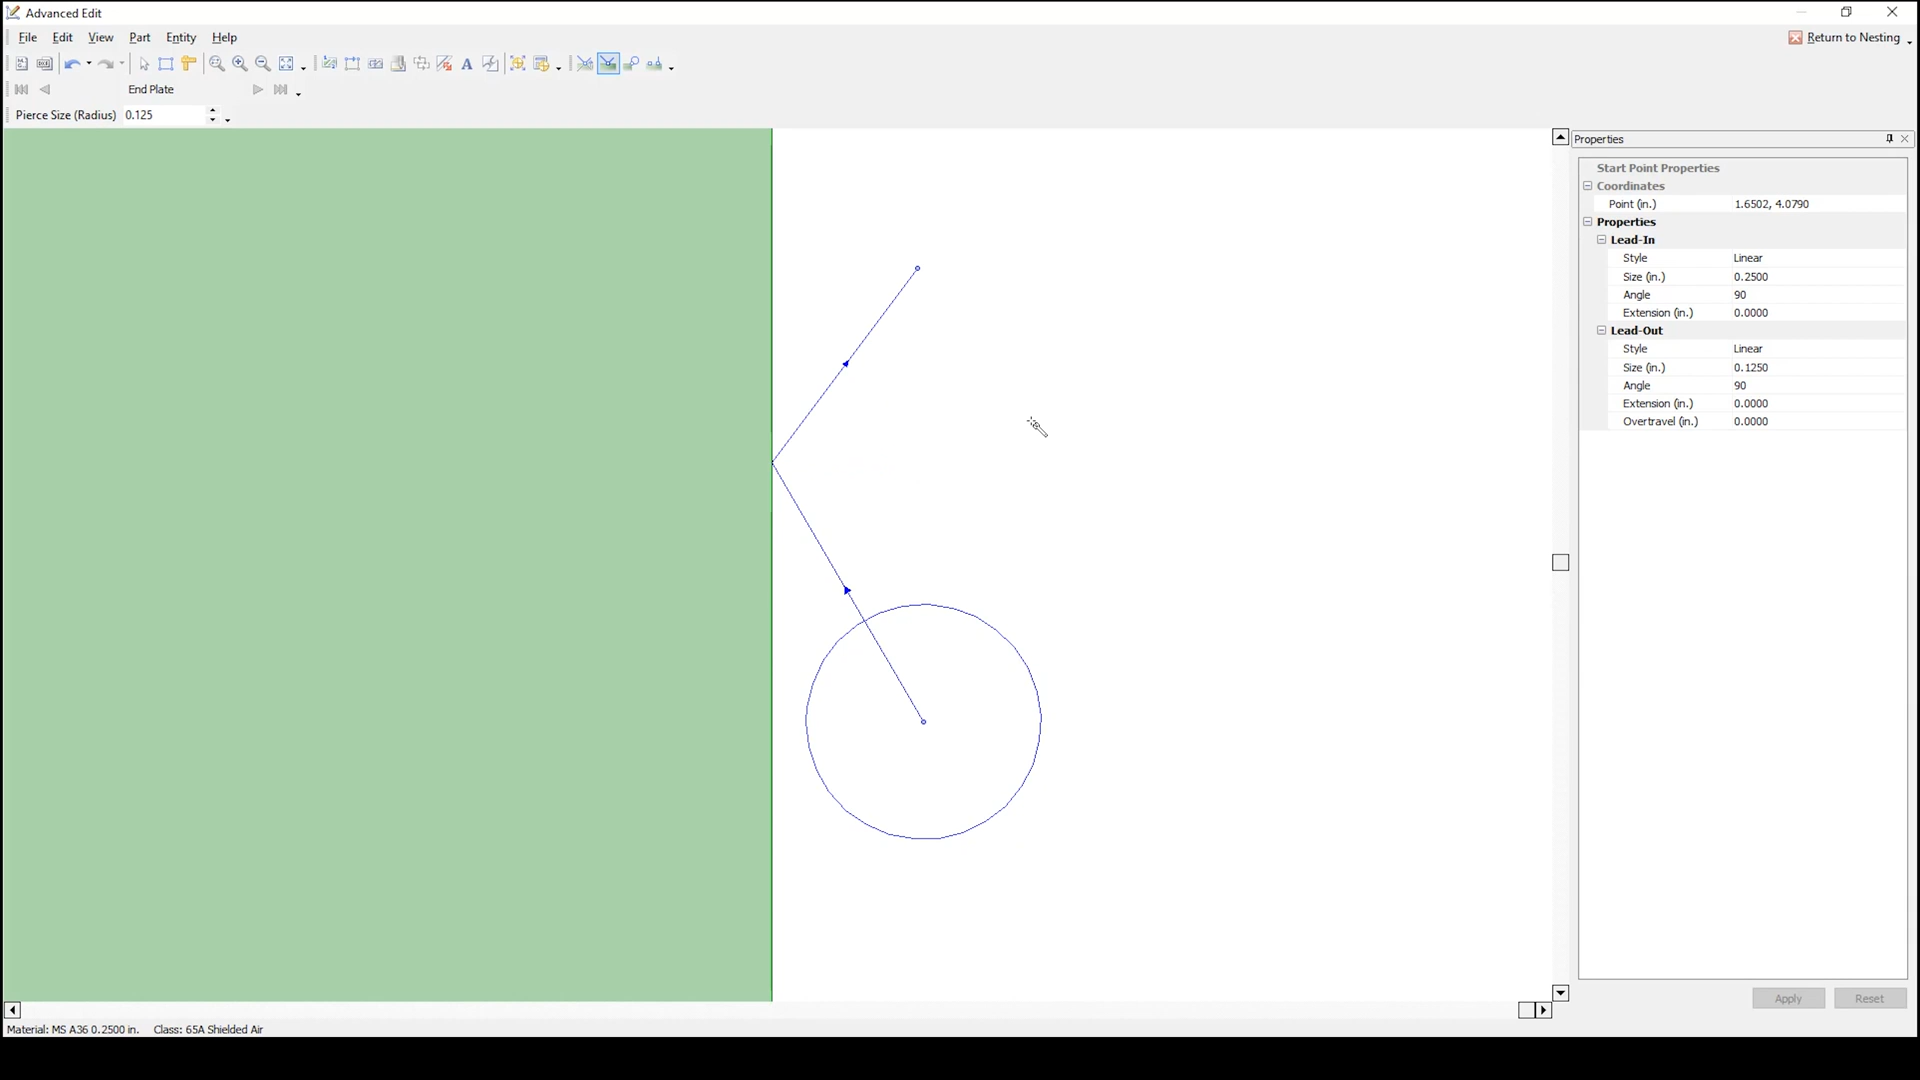 Advanced Edit
File Edit View Part Entity Help
Return to Nesting
End Plate
Pierce Size (Radius) 0.125
Properties
Start Point Properties
Coordinates
Point (in.) 1.6502, 4.0790
Properties
Lead-In
Style Linear
Size (in.) 0.2500
Angle 90
Extension (in.) 0.0000
Lead-Out
Style Linear
Size (in.) 0.1250
Angle 90
Extension (in.) 0.0000
Overtravel (in.) 0.0000
Apply Reset
Material: MS A36 0.2500 in. Class: 65A Shielded Air